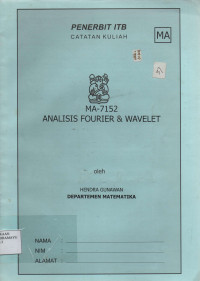 PENERBIT ITB
CATATAN KULIAH
MA
MA-7152
ANALISIS FOURIER & WAVELET
oleh
HENDRA GUNAWAN
DEPARTEMEN MATEMATIKA
NAMA
NIM
ALAMAT